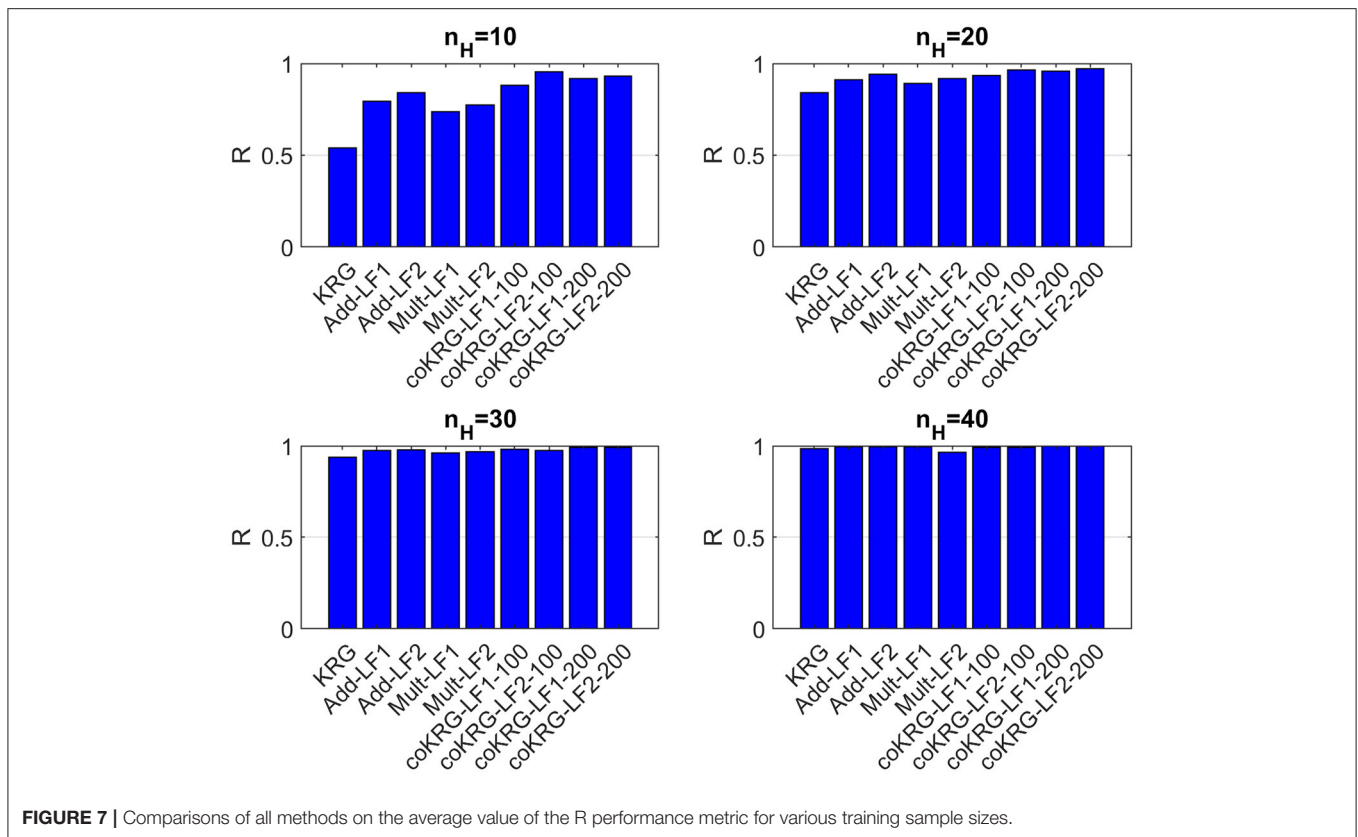 n_H=10
1
0.5
0
R
KRG
Add-LF1
Add-LF2
Mult-LF1
Mult-LF2
coKRG-LF1-100
coKRG-LF2-100
coKRG-LF1-200
coKRG-LF2-200
n_H=20
1
0.5
0
R
KRG
Add-LF1
Add-LF2
Mult-LF1
Mult-LF2
coKRG-LF1-100
coKRG-LF2-100
coKRG-LF1-200
coKRG-LF2-200
n_H=30
1
0.5
0
R
KRG
Add-LF1
Add-LF2
Mult-LF1
Mult-LF2
coKRG-LF1-100
coKRG-LF2-100
coKRG-LF1-200
coKRG-LF2-200
n_H=40
1
0.5
0
R
KRG
Add-LF1
Add-LF2
Mult-LF1
Mult-LF2
coKRG-LF1-100
coKRG-LF2-100
coKRG-LF1-200
coKRG-LF2-200
FIGURE 7 | Comparisons of all methods on the average value of the R performance metric for various training sample sizes.